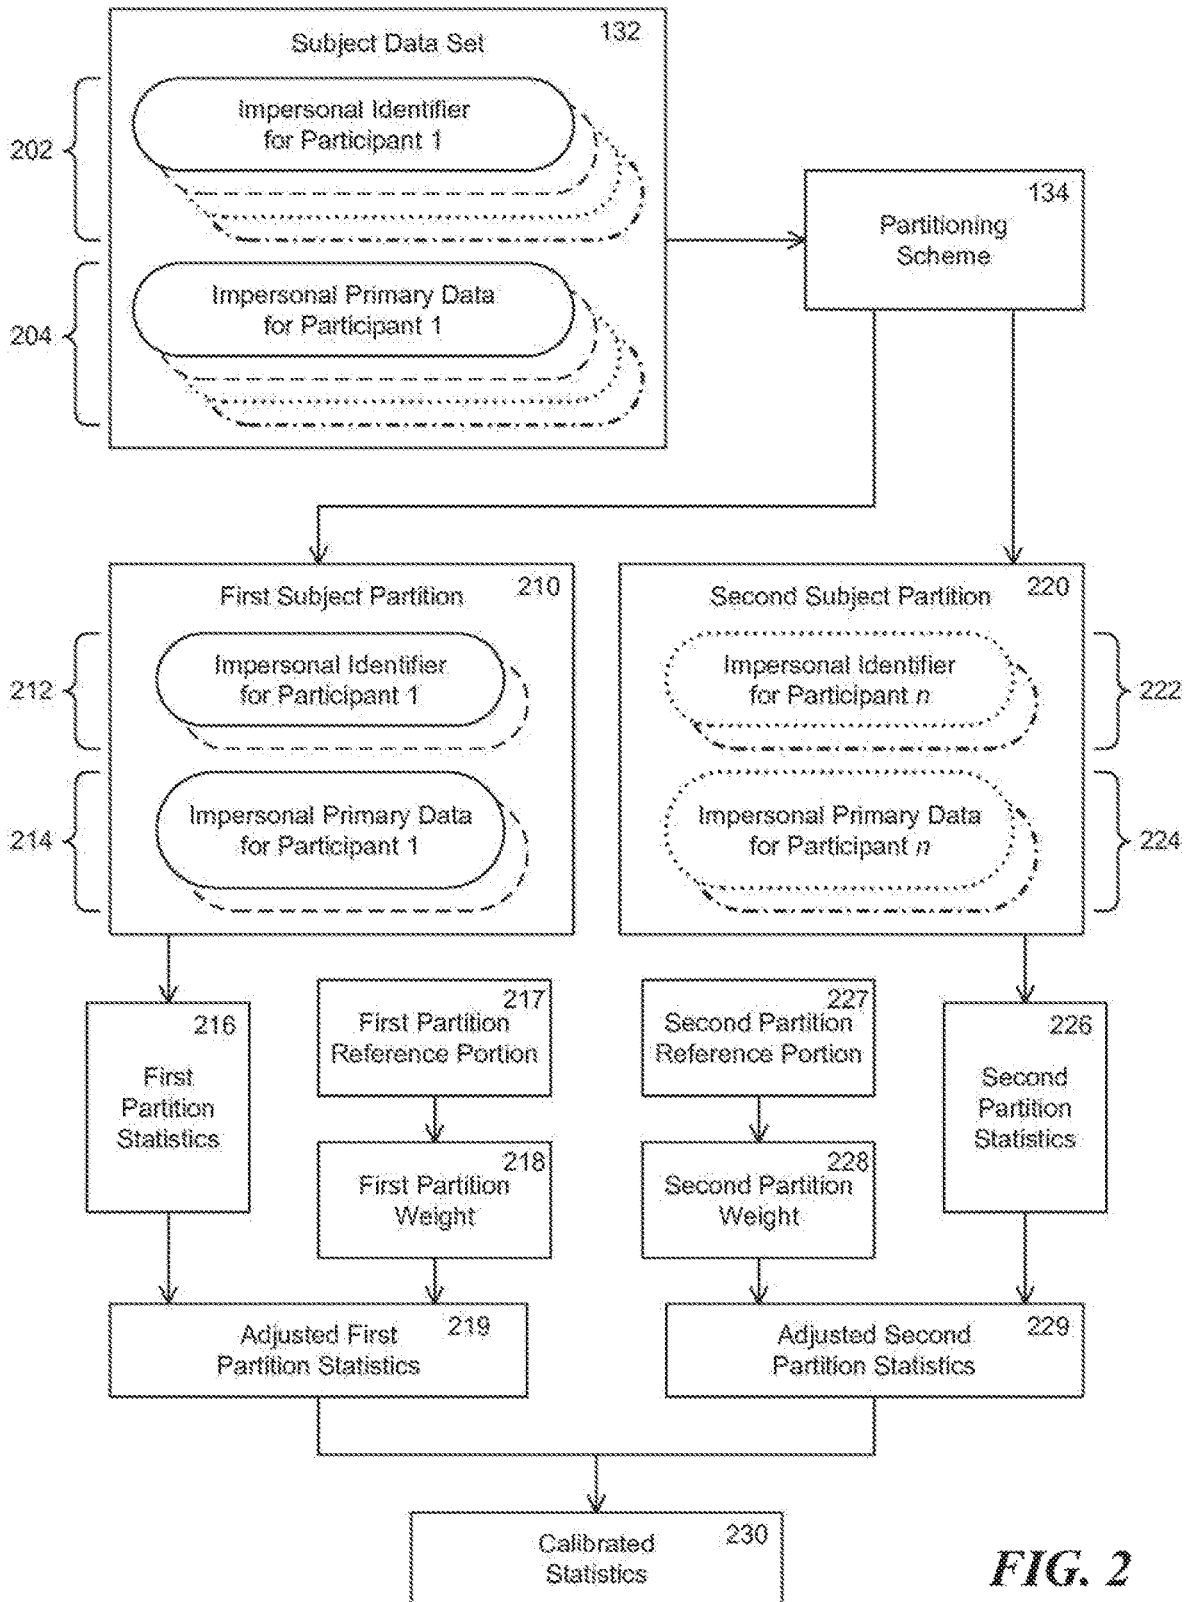 Subject Data Set
132
Impersonal Identifier
for Participant 1
202
Impersonal Primary Data
for Participant 1
204
134
Partitioning
Scheme
First Subject Partition
210
Impersonal Identifier
for Participant 1
212
Impersonal Primary Data
for Participant 1
214
Second Subject Partition
220
Impersonal Identifier
for Participant n
222
Impersonal Primary Data
for Participant n
224
216
First
Partition
Statistics
217
First Partition
Reference Portion
227
Second Partition
Reference Portion
226
Second
Partition
Statistics
218
First Partition
Weight
228
Second Partition
Weight
Adjusted First
Partition Statistics
219
Adjusted Second
Partition Statistics
229
Calibrated
Statistics
230
FIG. 2